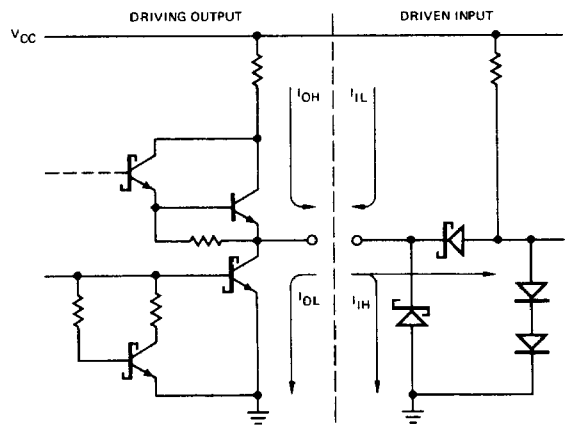 DRIVING OUTPUT
DRIVEN INPUT
VCC
IOH
IIL
IOL
IIH